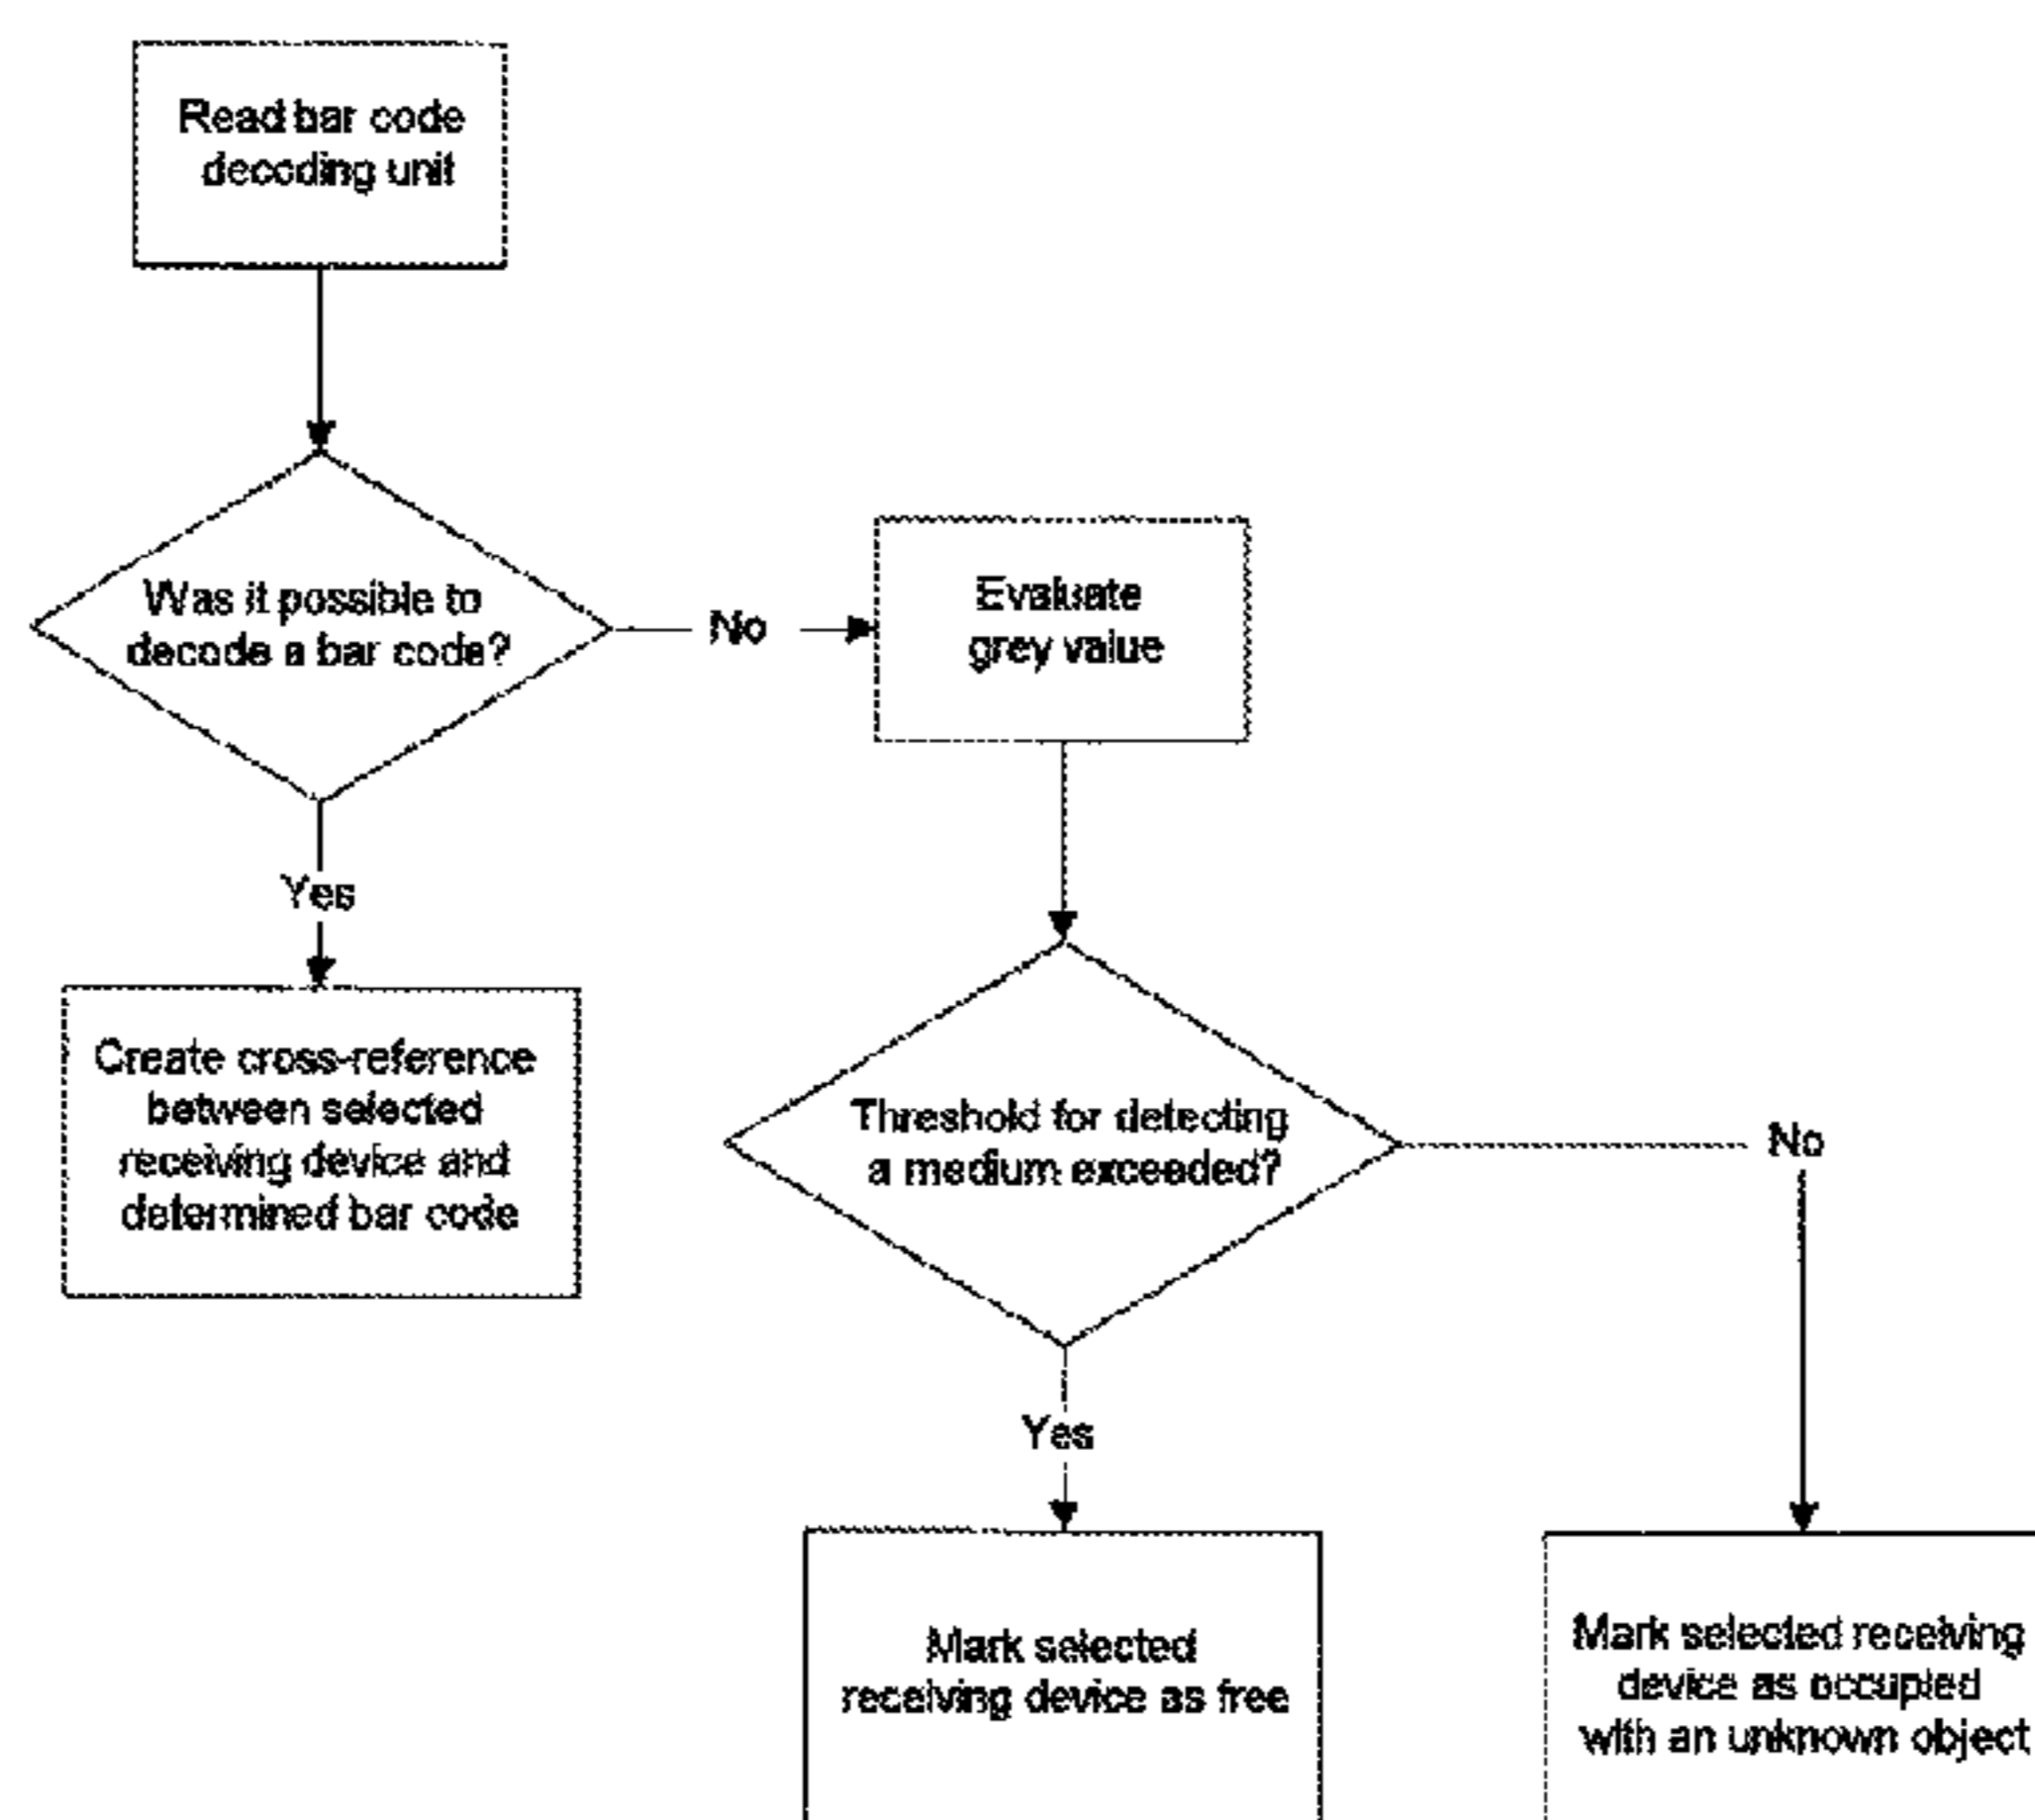 Read bar code
decoding unit
Was it possible to
decode a bar code?
No
Evaluate
grey value
Yes
Create cross-reference
between selected
receiving device and
determined bar code
Threshold for detecting
a medium exceeded?
No
Yes
Mark selected
receiving device as free
Mark selected receiving
device as occupied
with an unknown object